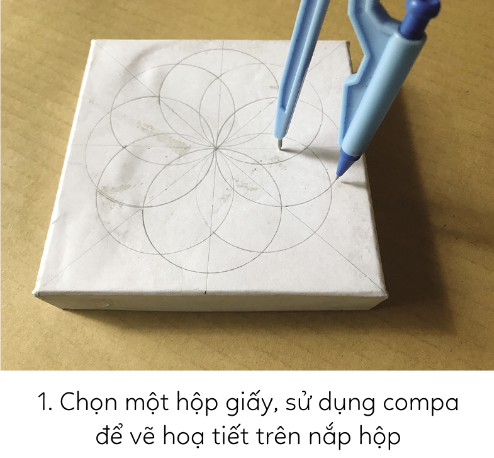 1. Chọn một hộp giấy, sử dụng compa
để vẽ hoạ tiết trên nắp hộp